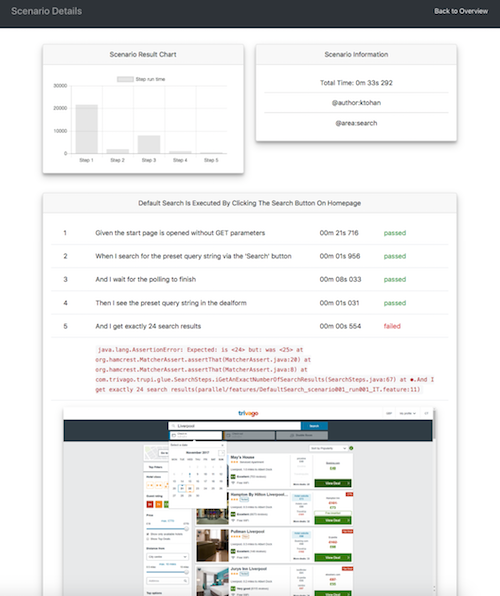 Scenario Details
Back to Overview
Scenario Result Chart
Step run time
30000
20000
10000
0
Step 1 Step 2 Step 3 Step 4 Step 5
Scenario Information
Total Time: 0m 33s 292
@author:ktohan
@area:search
Default Search Is Executed By Clicking The Search Button On Homepage
1 Given the start page is opened without GET parameters 00m 21s 716 passed
2 When I search for the preset query string via the 'Search' button 00m 01s 956 passed
3 And I wait for the polling to finish 00m 08s 033 passed
4 Then I see the preset query string in the dealform 00m 01s 031 passed
5 And I get exactly 24 search results 00m 00s 554 failed
java.lang.AssertionError: Expected: is <24> but: was <25> at
org.hamcrest.MatcherAssert.assertThat(MatcherAssert.java:20) at
org.hamcrest.MatcherAssert.assertThat(MatcherAssert.java:8) at
com.trivago.trupi.glue.SearchSteps.iGetAnExactNumberOfSearchResults(SearchSteps.java:67) at ✽.And I
get exactly 24 search results(parallel/features/DefaultSearch_scenario001_run001_IT.feature:11)
trivago
Liverpool
Search
November 2017
Top Filters
May's House
View Deal
Hampton By Hilton Liverpool...
View Deal
Pullman Liverpool
View Deal
Jurys Inn Liverpool
View Deal
Top options